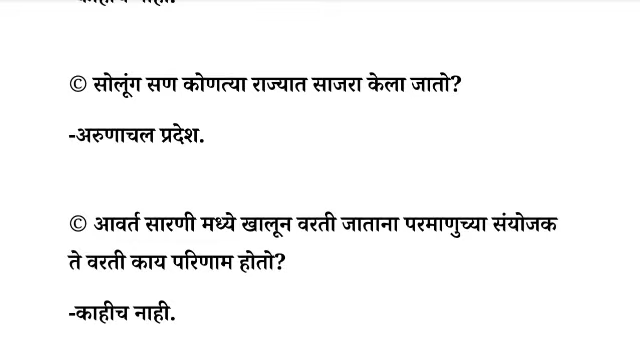 © सोलूंग सण कोणत्या राज्यात साजरा केला जातो?
-अरुणाचल प्रदेश.
© आवर्त सारणी मध्ये खालून वरती जाताना परमाणुच्या संयोजक
ते वरती काय परिणाम होतो?
-काहीच नाही.